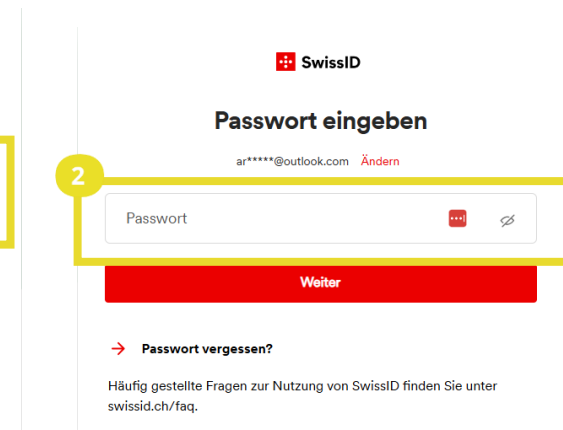 SwissID
Passwort eingeben
ar*****@outlook.com Ändern
2
Passwort
Weiter
→ Passwort vergessen?
Häufig gestellte Fragen zur Nutzung von SwissID finden Sie unter
swissid.ch/faq.